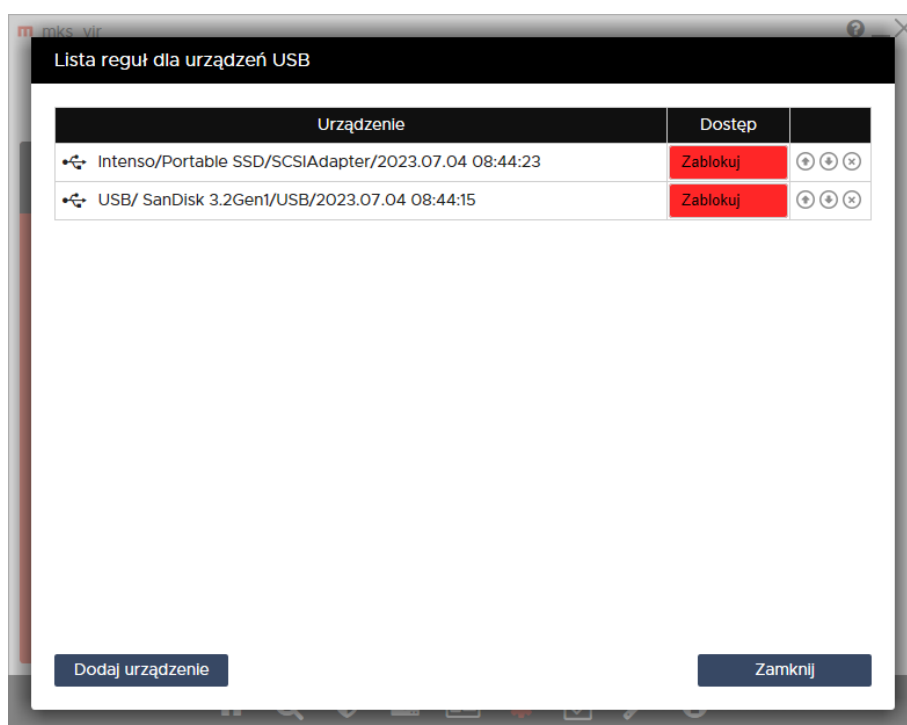 mks_vir
Lista reguł dla urządzeń USB
Urządzenie Dostęp
Intenso/Portable SSD/SCSIAdapter/2023.07.04 08:44:23 Zablokuj
USB/ SanDisk 3.2Gen1/USB/2023.07.04 08:44:15 Zablokuj
Dodaj urządzenie Zamknij